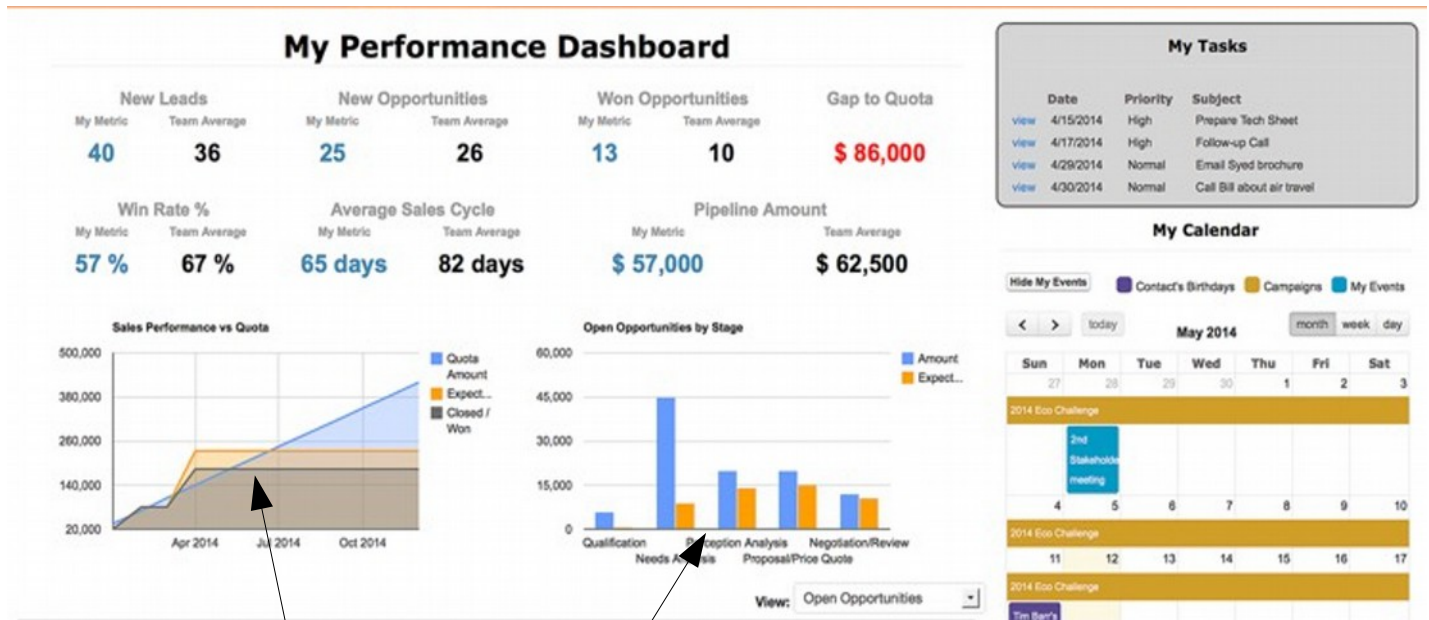 My Performance Dashboard
New Leads New Opportunities Won Opportunities Gap to Quota
My Metric Team Average My Metric Team Average My Metric Team Average
40 36 25 26 13 10 $ 86,000
Win Rate % Average Sales Cycle Pipeline Amount
My Metric Team Average My Metric Team Average My Metric Team Average
57 % 67 % 65 days 82 days $ 57,000 $ 62,500
Sales Performance vs Quota
500,000
380,000
260,000
140,000
20,000
Apr 2014 Jul 2014 Oct 2014
Quota
Amount
Expect...
Closed /
Won
Open Opportunities by Stage
60,000
45,000
30,000
15,000
0
Qualification Perception Analysis Negotiation/Review
Needs Analysis Proposal/Price Quote
Amount
Expect...
View: Open Opportunities
My Tasks
Date Priority Subject
view 4/15/2014 High Prepare Tech Sheet
view 4/17/2014 High Follow-up Call
view 4/29/2014 Normal Email Syed brochure
view 4/30/2014 Normal Call Bill about air travel
My Calendar
Hide My Events Contact's Birthdays Campaigns My Events
< > today May 2014 month week day
Sun Mon Tue Wed Thu Fri Sat
27 28 29 30 1 2 3
2014 Eco Challenge
2nd
Stakeholde
meeting
4 5 6 7 8 9 10
2014 Eco Challenge
11 12 13 14 15 16 17
2014 Eco Challenge
Tim Barr's